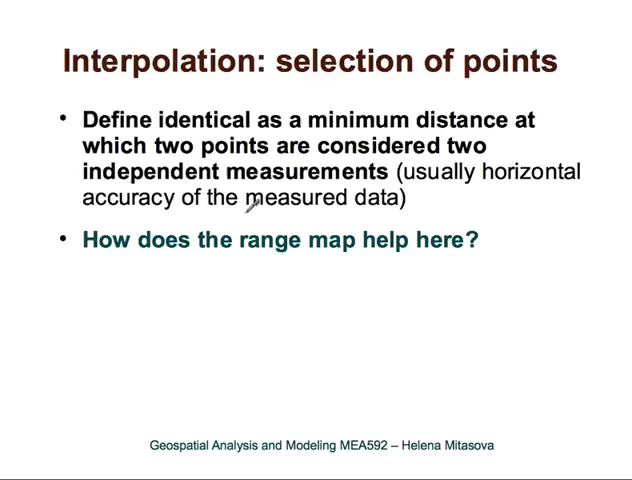 Interpolation: selection of points
• Define identical as a minimum distance at
which two points are considered two
independent measurements (usually horizontal
accuracy of the measured data)
• How does the range map help here?
Geospatial Analysis and Modeling MEA592 – Helena Mitasova